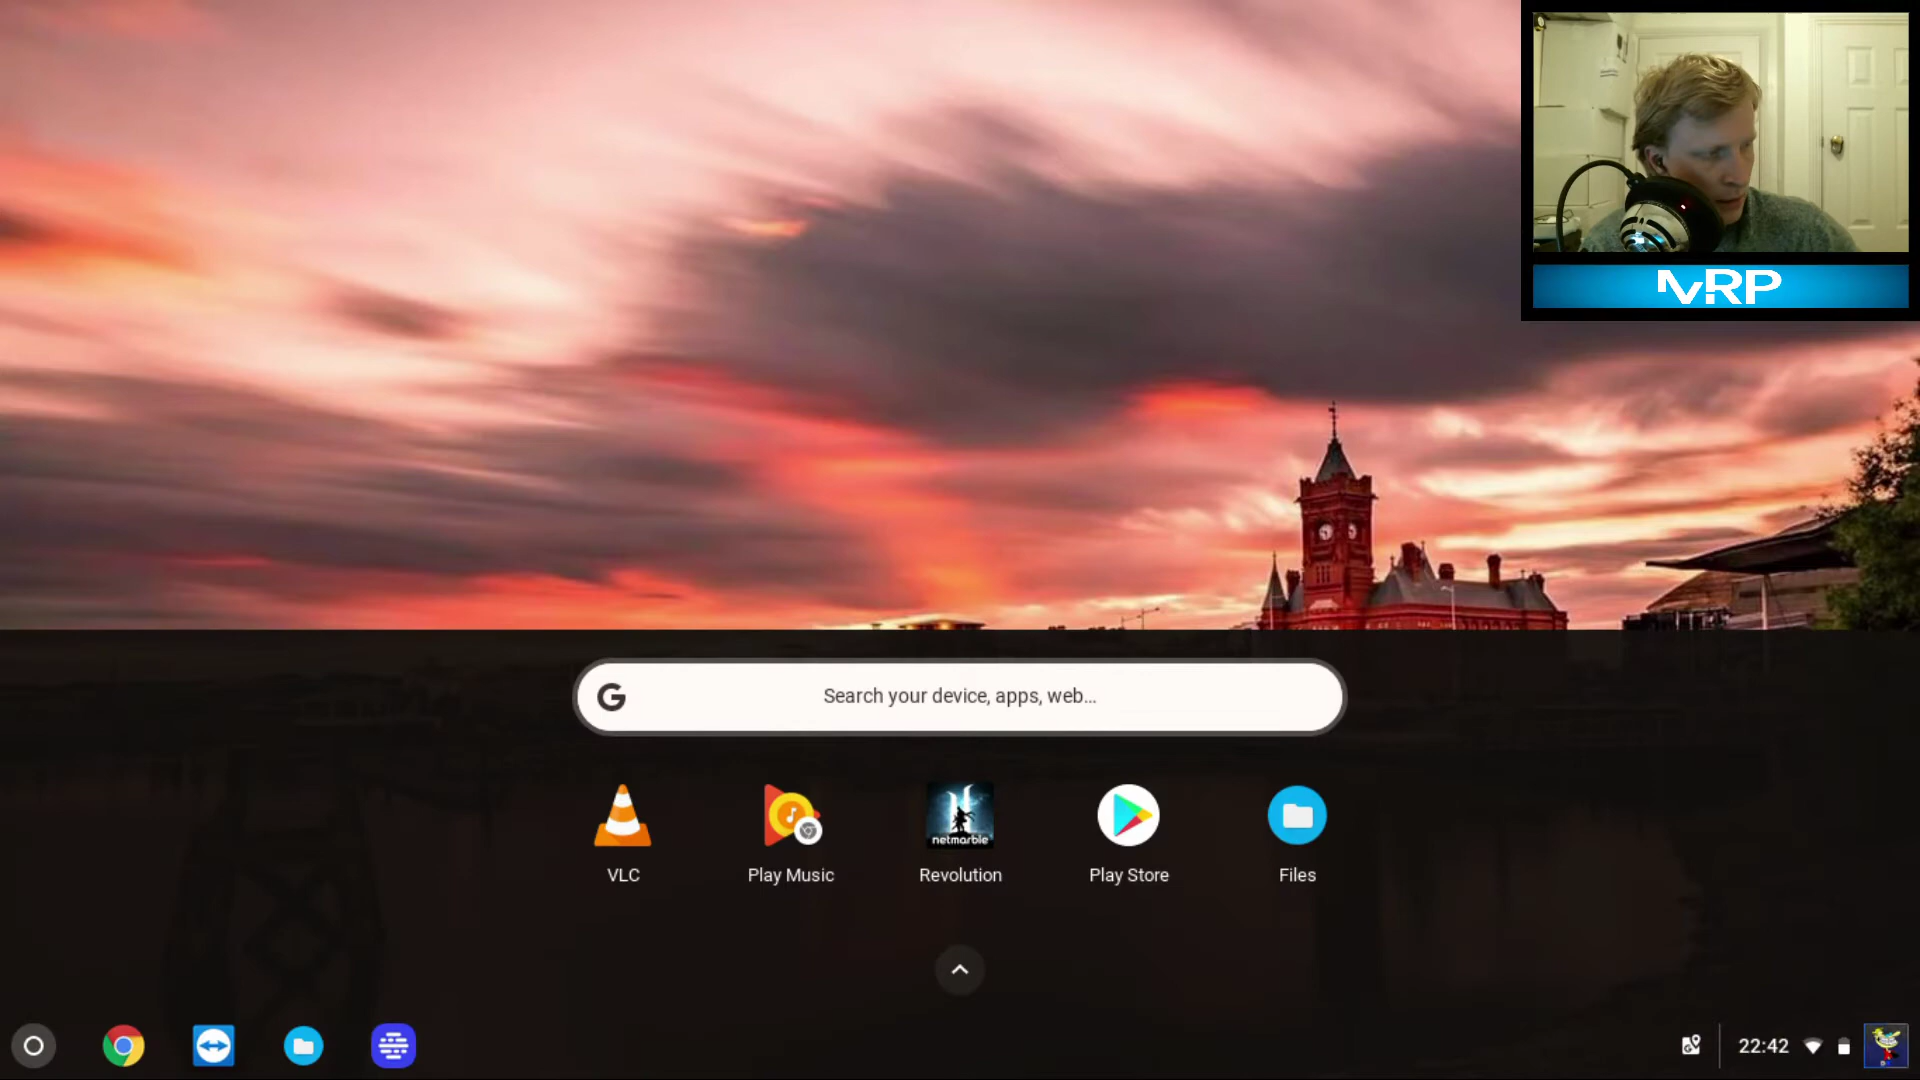 MRP
Search your device, apps, web...
netmarble
VLC
Play Music
Revolution
Play Store
Files
22:42